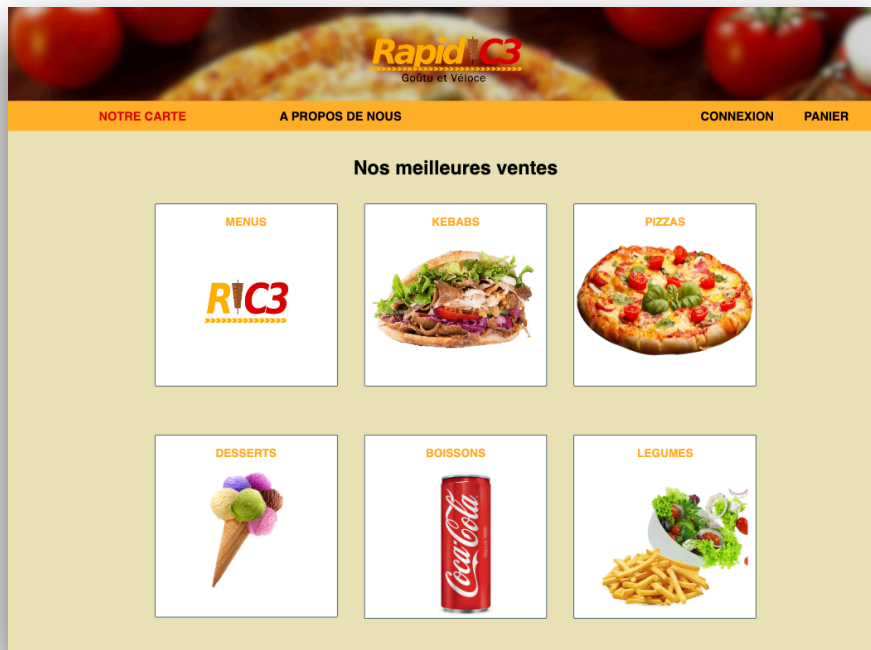 Rapid C3
Goûtu et Véloce
NOTRE CARTE A PROPOS DE NOUS CONNEXION PANIER
Nos meilleures ventes
MENUS KEBABS PIZZAS
R C3
DESSERTS BOISSONS LEGUMES
Coca-Cola